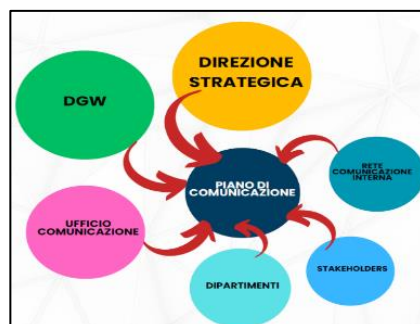 DIREZIONE
STRATEGICA
DGW
RETE
COMUNICAZIONE
INTERNA
PIANO DI
COMUNICAZIONE
UFFICIO
COMUNICAZIONE
STAKEHOLDERS
DIPARTIMENTI